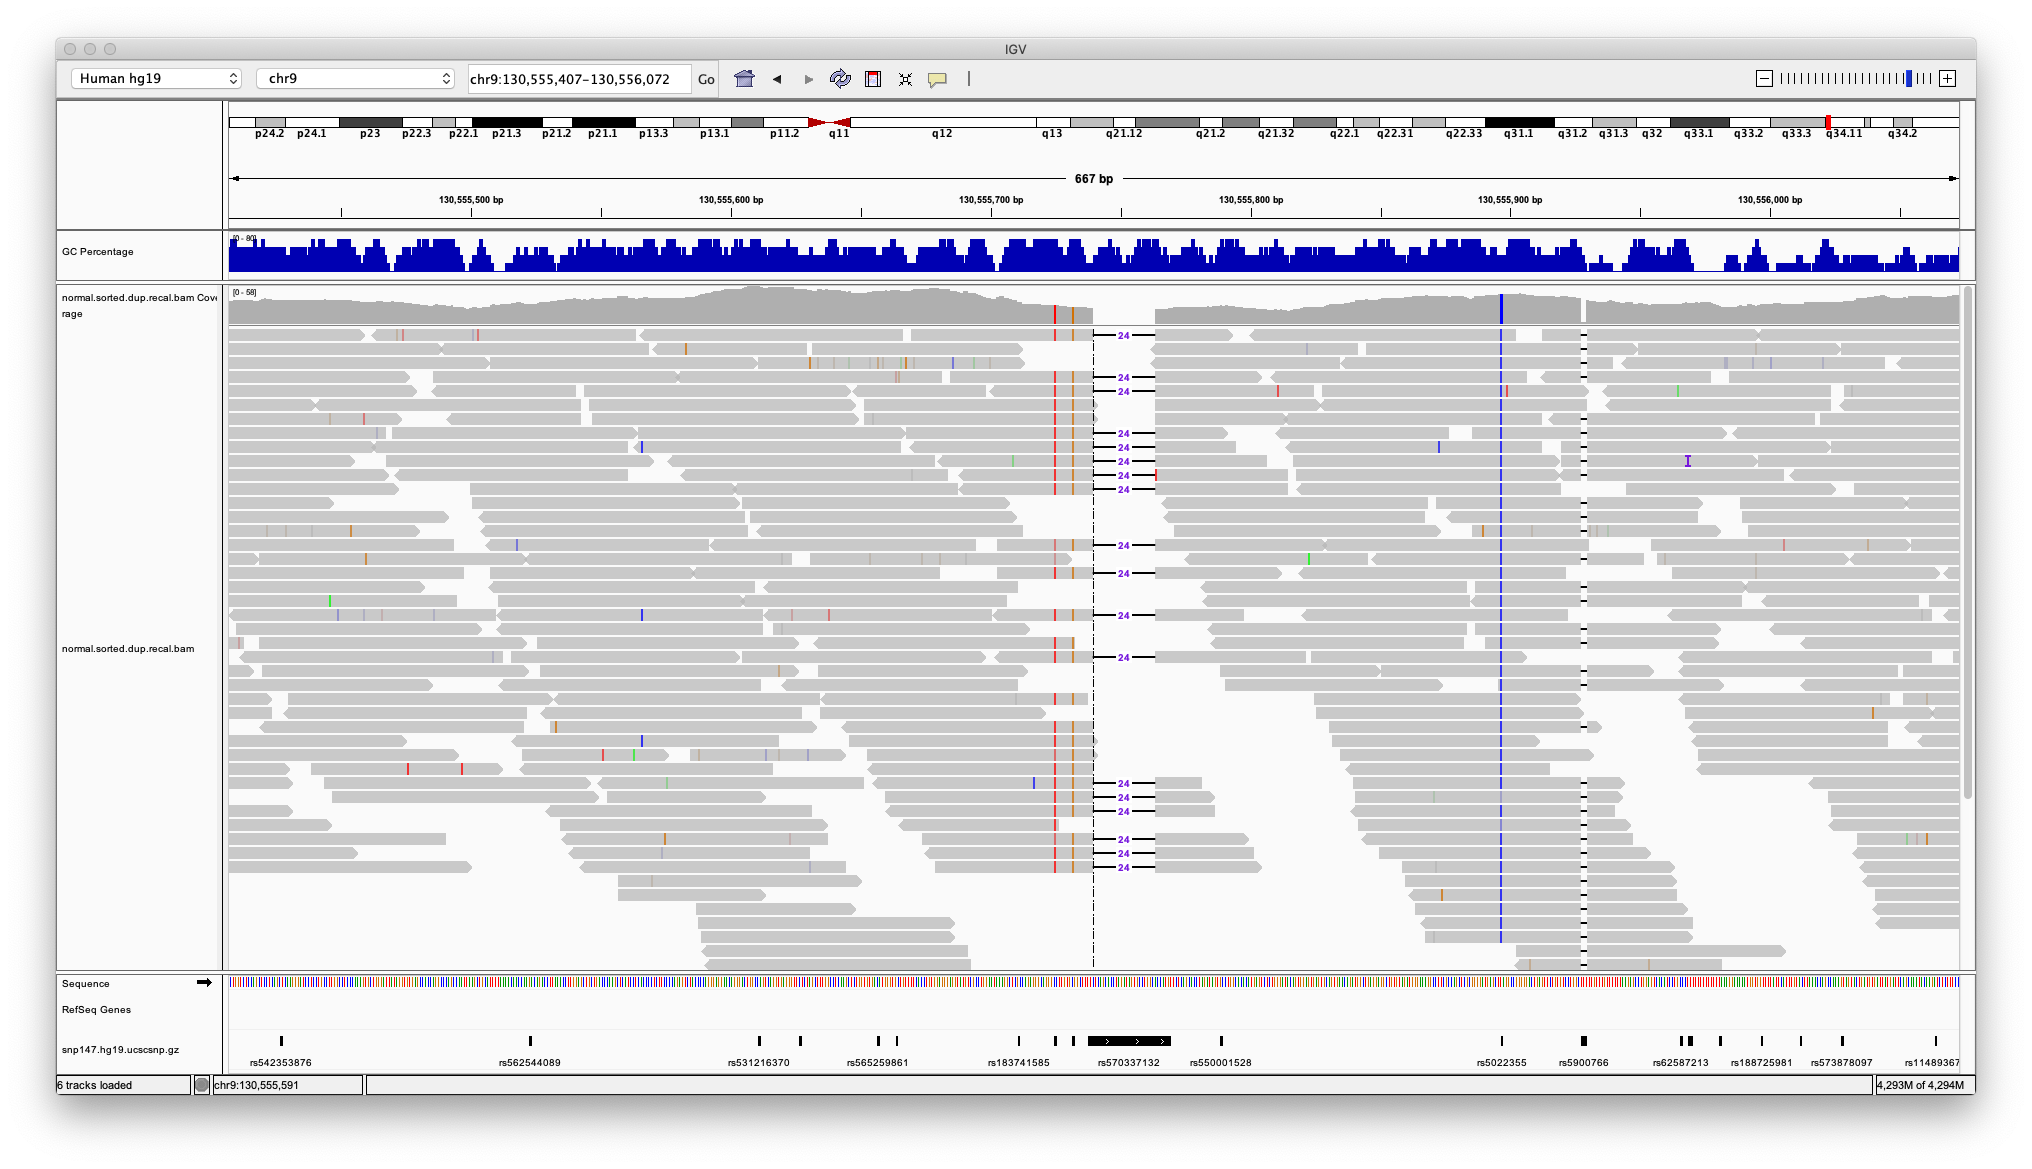 IGV
Human hg19 chr9 chr9:130,555,407-130,556,072 Go
p24.2 p24.1 p23 p22.3 p22.1 p21.3 p21.2 p21.1 p13.3 p13.1 p11.2 q11 q12 q13 q21.12 q21.2 q21.32 q22.1 q22.31 q22.33 q31.1 q31.2 q31.3 q32 q33.1 q33.2 q33.3 q34.11 q34.2
667 bp
130,555,500 bp 130,555,600 bp 130,555,700 bp 130,555,800 bp 130,555,900 bp 130,556,000 bp
[0 - 80]
GC Percentage
[0 - 58]
normal.sorted.dup.recal.bam Cove
rage
24
24
24
24
24
24
24
24
24
24
24
normal.sorted.dup.recal.bam
24
24
24
24
24
24
24
Sequence
RefSeq Genes
snp147.hg19.ucscsnp.gz
rs542353876 rs562544089 rs531216370 rs565259861 rs183741585 rs570337132 rs550001528 rs5022355 rs5900766 rs62587213 rs188725981 rs573878097 rs11489367
6 tracks loaded chr9:130,555,591 4,293M of 4,294M